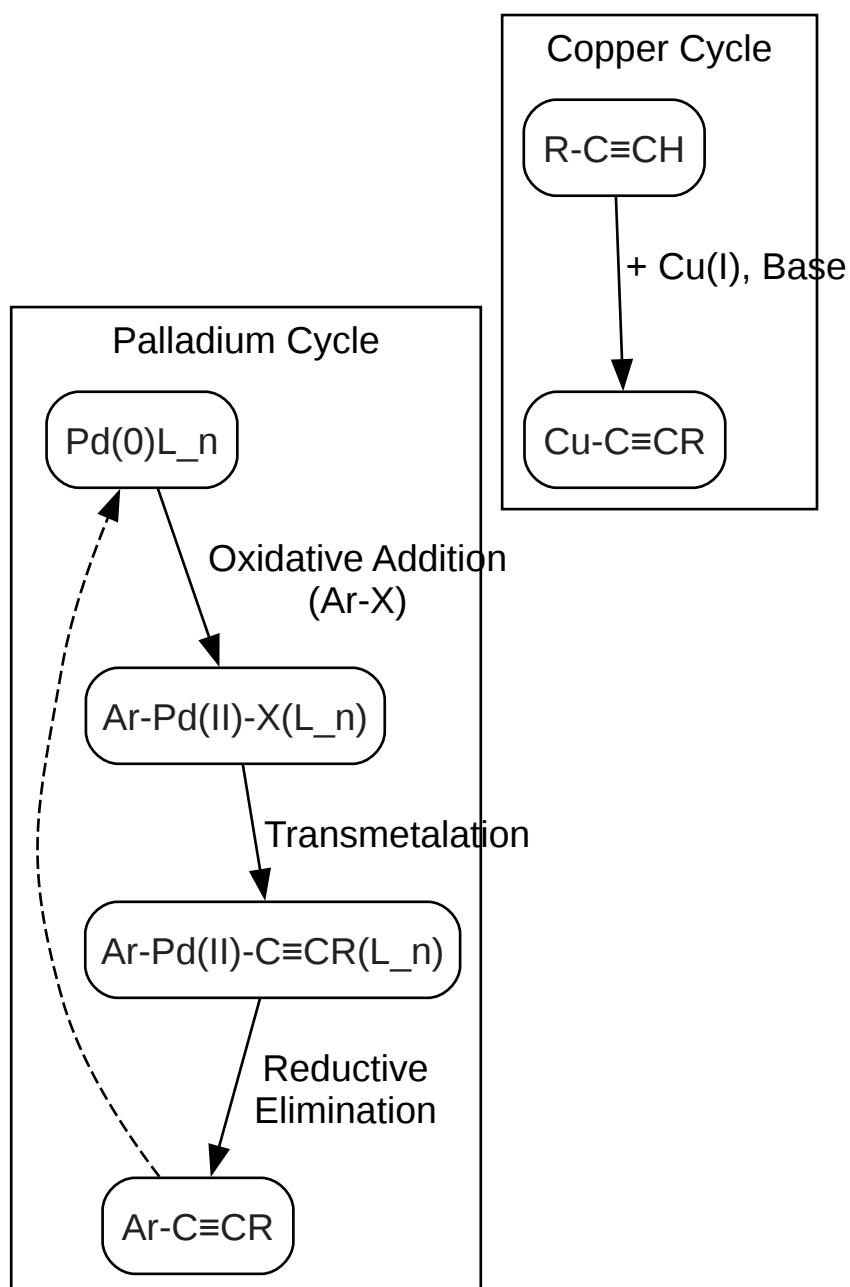 Copper Cycle
R-C≡CH
+ Cu(I), Base
Cu-C≡CR
Palladium Cycle
Pd(0)L_n
Oxidative Addition
(Ar-X)
Ar-Pd(II)-X(L_n)
Transmetalation
Ar-Pd(II)-C≡CR(L_n)
Reductive
Elimination
Ar-C≡CR